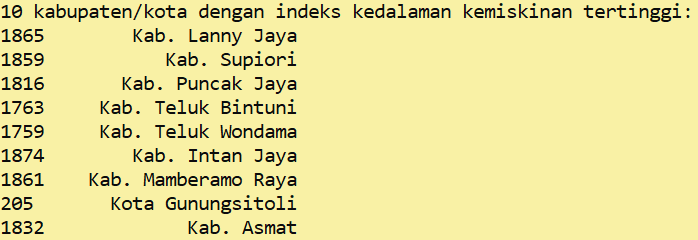 10 kabupaten/kota dengan indeks kedalaman kemiskinan tertinggi:
1865 Kab. Lanny Jaya
1859 Kab. Supiori
1816 Kab. Puncak Jaya
1763 Kab. Teluk Bintuni
1759 Kab. Teluk Wondama
1874 Kab. Intan Jaya
1861 Kab. Mamberamo Raya
205 Kota Gunungsitoli
1832 Kab. Asmat